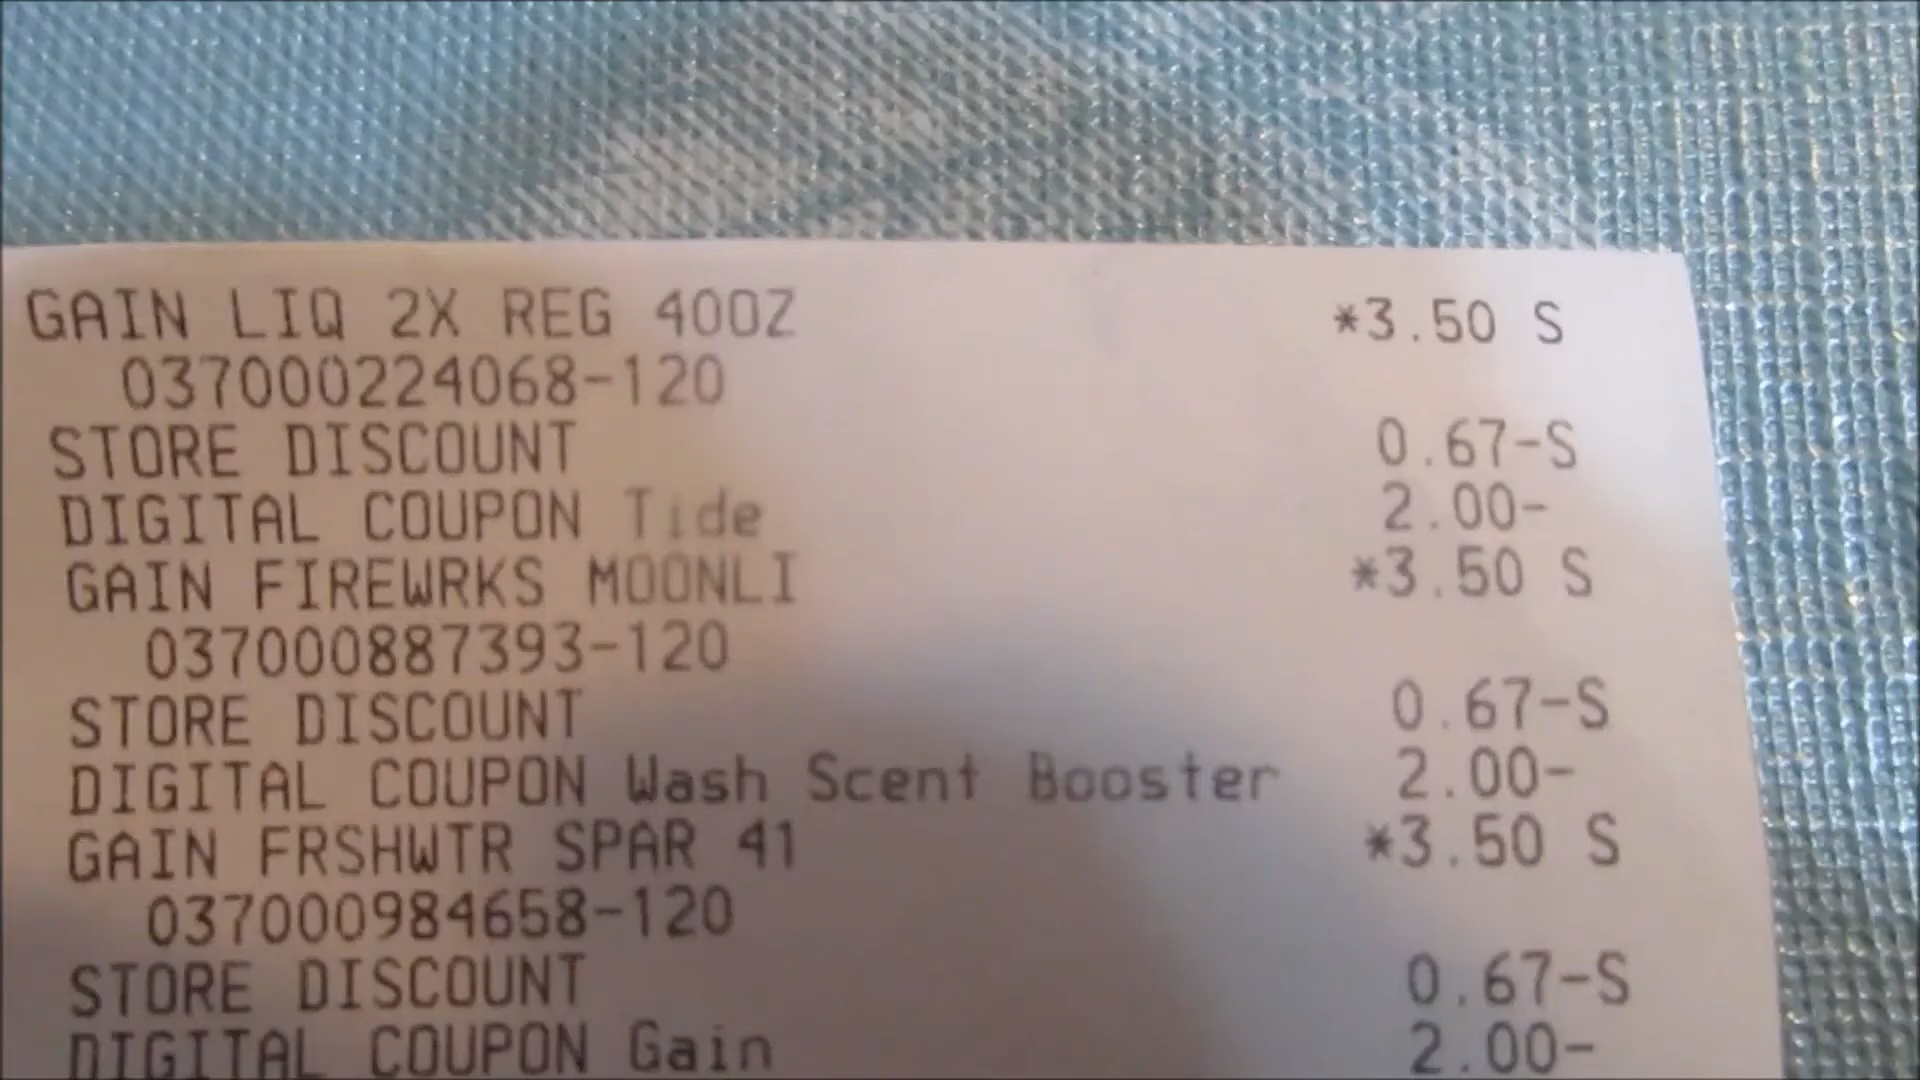 GAIN LIQ 2X REG 40OZ *3.50 S
037000224068-120
STORE DISCOUNT 0.67-S
DIGITAL COUPON Tide 2.00-
GAIN FIREWRKS MOONLI *3.50 S
037000887393-120
STORE DISCOUNT 0.67-S
DIGITAL COUPON Wash Scent Booster 2.00-
GAIN FRSHWTR SPAR 41 *3.50 S
037000984658-120
STORE DISCOUNT 0.67-S
DIGITAL COUPON Gain 2.00-